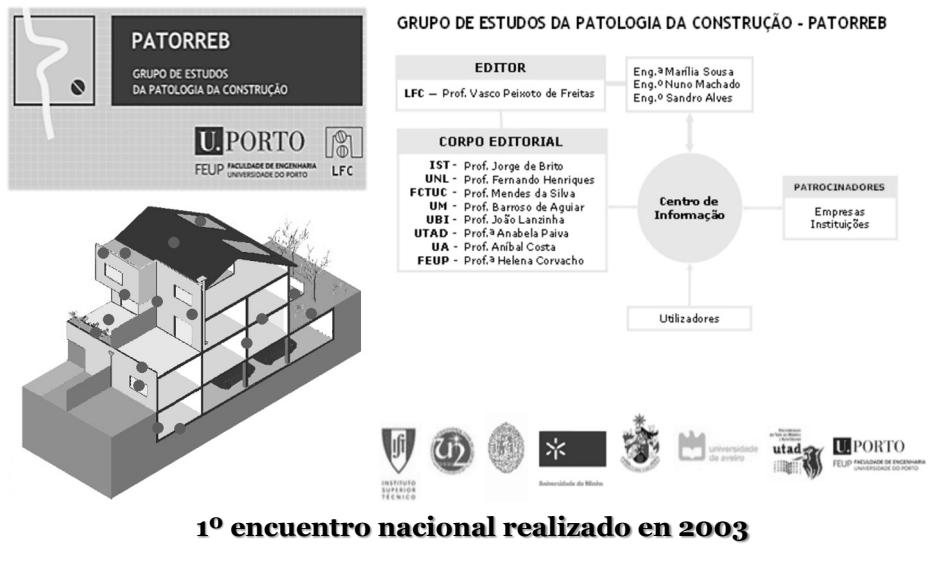 PATORREB
GRUPO DE ESTUDOS
DA PATOLOGIA DA CONSTRUÇÃO
U.PORTO
FEUP FACULDADE DE ENGENHARIA
UNIVERSIDADE DO PORTO
LFC
GRUPO DE ESTUDOS DA PATOLOGIA DA CONSTRUÇÃO - PATORREB
EDITOR
LFC — Prof. Vasco Peixoto de Freitas
Eng.ª Marília Sousa
Eng.º Nuno Machado
Eng.º Sandro Alves
CORPO EDITORIAL
IST - Prof. Jorge de Brito
UNL - Prof. Fernando Henriques
FCTUC - Prof. Mendes da Silva
UM - Prof. Barroso de Aguiar
UBI - Prof. João Lanzinha
UTAD - Prof.ª Anabela Paiva
UA - Prof. Aníbal Costa
FEUP - Prof.ª Helena Corvacho
Centro de
Informação
PATROCINADORES
Empresas
Instituições
Utilizadores
INSTITUTO
SUPERIOR
TÉCNICO
Universidade do Minho
universidade
de aveiro
utad
U.PORTO
FEUP FACULDADE DE ENGENHARIA
UNIVERSIDADE DO PORTO
1º encuentro nacional realizado en 2003